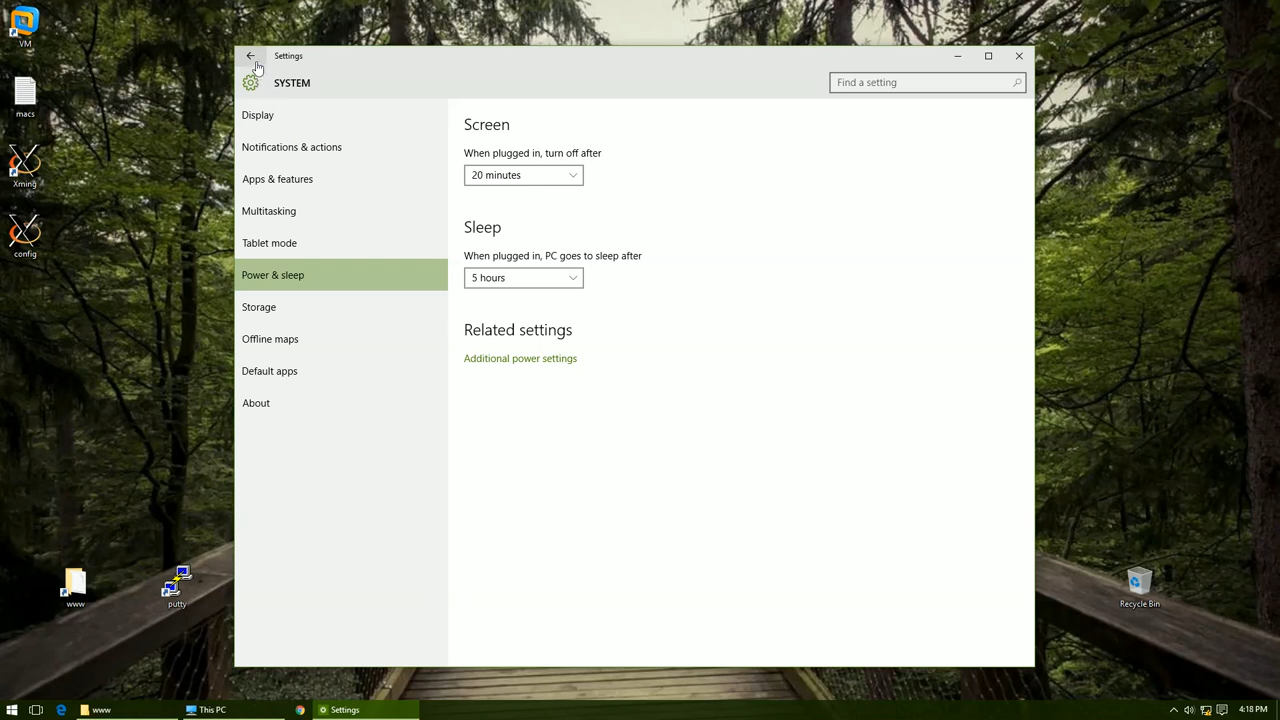 VM
macs
Xming
config
www
putty
Recycle Bin
Settings
SYSTEM
Find a setting
Display
Notifications & actions
Apps & features
Multitasking
Tablet mode
Power & sleep
Storage
Offline maps
Default apps
About
Screen
When plugged in, turn off after
20 minutes
Sleep
When plugged in, PC goes to sleep after
5 hours
Related settings
Additional power settings
www
This PC
Settings
4:18 PM